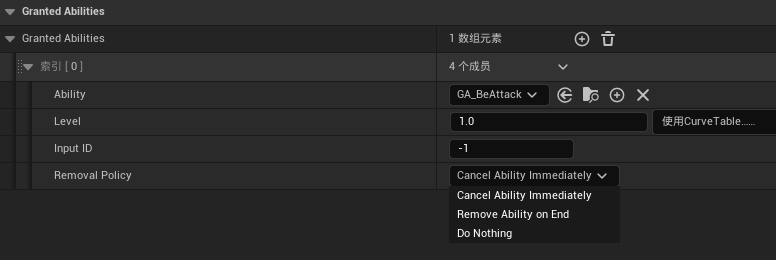 Granted Abilities
Granted Abilities 1 数组元素
索引 [ 0 ] 4 个成员
Ability GA_BeAttack
Level 1.0 使用CurveTable......
Input ID -1
Removal Policy Cancel Ability Immediately
Cancel Ability Immediately
Remove Ability on End
Do Nothing